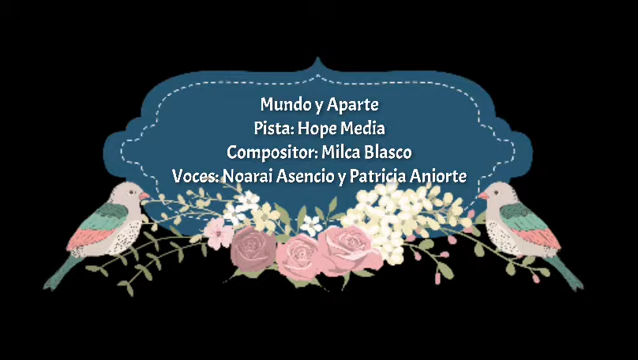 Mundo y Aparte
Pista: Hope Media
Compositor: Milca Blasco
Voces: Noarai Asencio y Patricia Aniorte